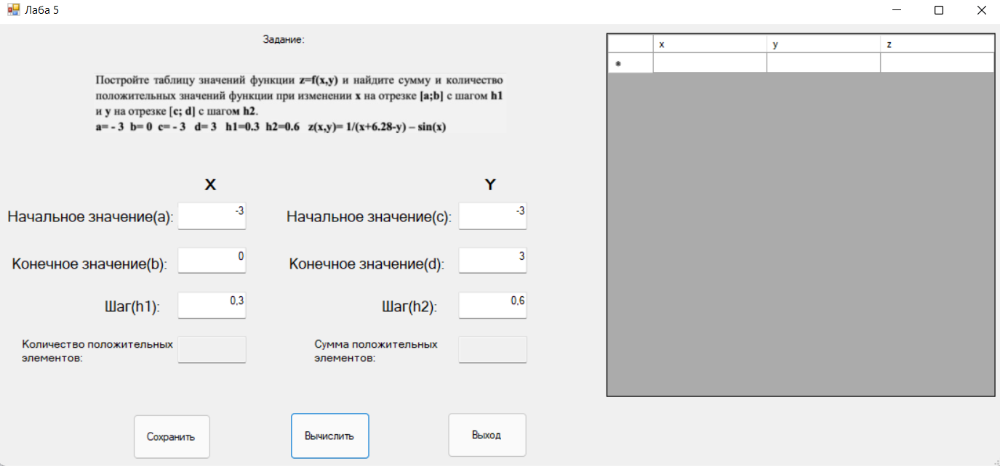 Лаба 5
Задание:
Постройте таблицу значений функции z=f(x,y) и найдите сумму и количество
положительных значений функции при изменении x на отрезке [a;b] с шагом h1
и y на отрезке [c; d] с шагом h2.
a= - 3 b= 0 c= - 3 d= 3 h1=0.3 h2=0.6 z(x,y)= 1/(x+6.28-y) – sin(x)
X
Y
Начальное значение(a):
-3
Начальное значение(c):
-3
Конечное значение(b):
0
Конечное значение(d):
3
Шаг(h1):
0,3
Шаг(h2):
0,6
Количество положительных
элементов:
Сумма положительных
элементов:
Сохранить
Вычислить
Выход
x
y
z